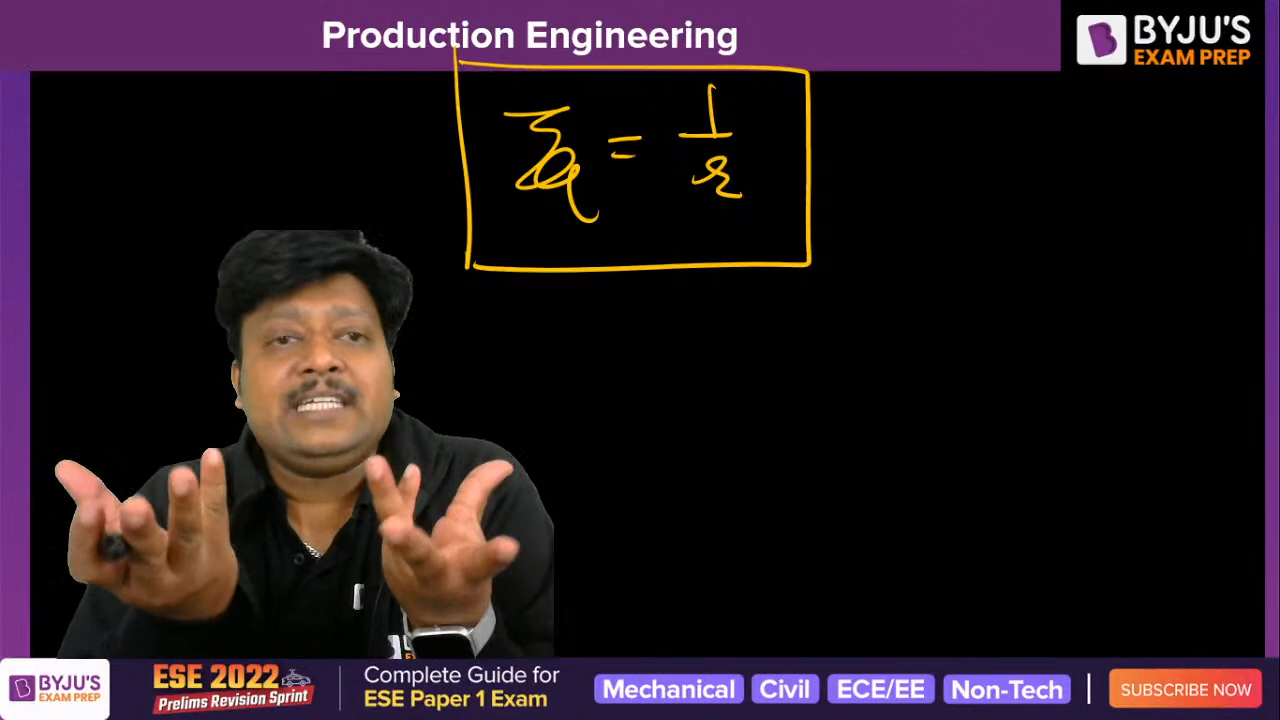 Production Engineering
BYJU'S
EXAM PREP
= 1/r
BYJU'S
EXAM PREP
ESE 2022
Prelims Revision Sprint
Complete Guide for
ESE Paper 1 Exam
Mechanical
Civil
ECE/EE
Non-Tech
SUBSCRIBE NOW